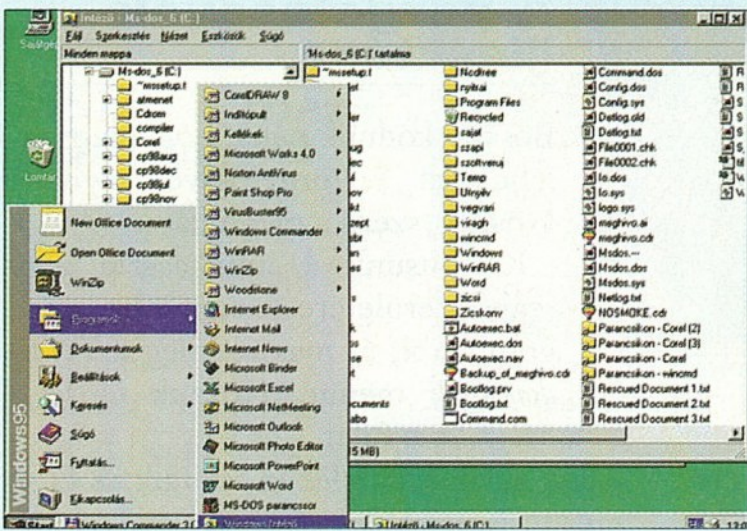 Intéző - Ms-dos_6 (C:)
Fájl Szerkesztés Nézet Eszközök Súgó
Minden mappa
'Ms-dos_6 (C:)' tartalma
Ms-dos_6 (C:)
~mssetup.t
atmenet
Cdrom
compiler
Corel
cp98aug
cp98dec
cp98jul
cp98nov
~mssetup.t
Ncdtree
nyitrai
Program Files
Recycled
sajat
szapi
szoftveruj
Temp
Utnyilv
vegvari
viragh
wincmd
Windows
WinRAR
Word
zicsi
Zicskonv
Autoexec.bat
Autoexec.dos
Autoexec.nav
Backup_of_meghivo.cdr
Bootlog.prv
Bootlog.txt
Command.com
Command.dos
Config.dos
Config.sys
Detlog.old
Detlog.txt
File0001.chk
File0002.chk
Io.dos
Io.sys
logo.sys
meghivo.ai
meghivo.cdr
Msdos.---
Msdos.dos
Msdos.sys
Netlog.txt
NOSMOKE.cdr
Parancsikon - Corel (2)
Parancsikon - Corel (3)
Parancsikon - Corel
Parancsikon - wincmd
Rescued Document 1.txt
Rescued Document 2.txt
Rescued Document 3.txt
New Office Document
Open Office Document
WinZip
Programok
Dokumentumok
Beállítások
Keresés
Súgó
Futtatás...
Kikapcsolás...
Windows95
CorelDRAW 8
Indítópult
Kellékek
Microsoft Works 4.0
Norton AntiVirus
Paint Shop Pro
VirusBuster95
Windows Commander
WinRAR
WinZip
Woodstone
Internet Explorer
Internet Mail
Internet News
Microsoft Binder
Microsoft Excel
Microsoft NetMeeting
Microsoft Outlook
Microsoft Photo Editor
Microsoft PowerPoint
Microsoft Word
MS-DOS parancssor
Windows Intéző
Start
Windows Commander 3
Intéző - Ms-dos_6 (C:)